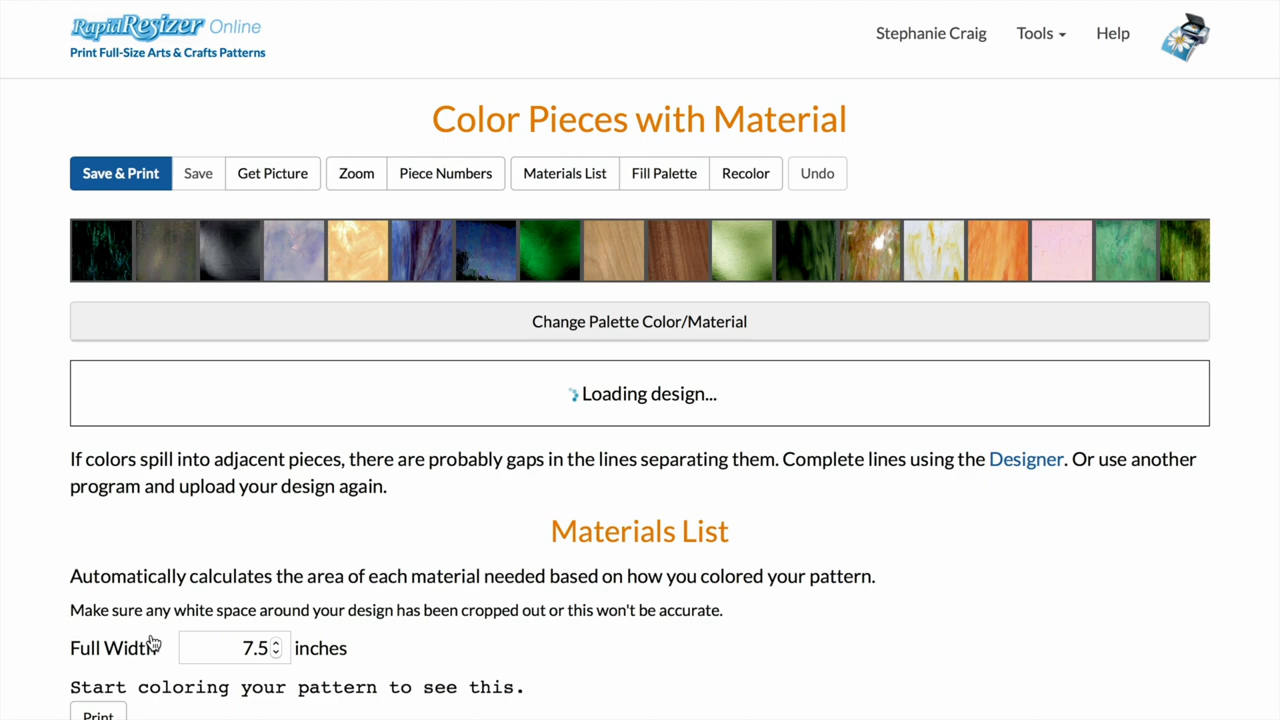 RapidResizer Online
Print Full-Size Arts & Crafts Patterns
Stephanie Craig Tools Help
Color Pieces with Material
Save & Print Save Get Picture Zoom Piece Numbers Materials List Fill Palette Recolor Undo
Change Palette Color/Material
Loading design...
If colors spill into adjacent pieces, there are probably gaps in the lines separating them. Complete lines using the Designer. Or use another
program and upload your design again.
Materials List
Automatically calculates the area of each material needed based on how you colored your pattern.
Make sure any white space around your design has been cropped out or this won't be accurate.
Full Width 7.5 inches
Start coloring your pattern to see this.
Print